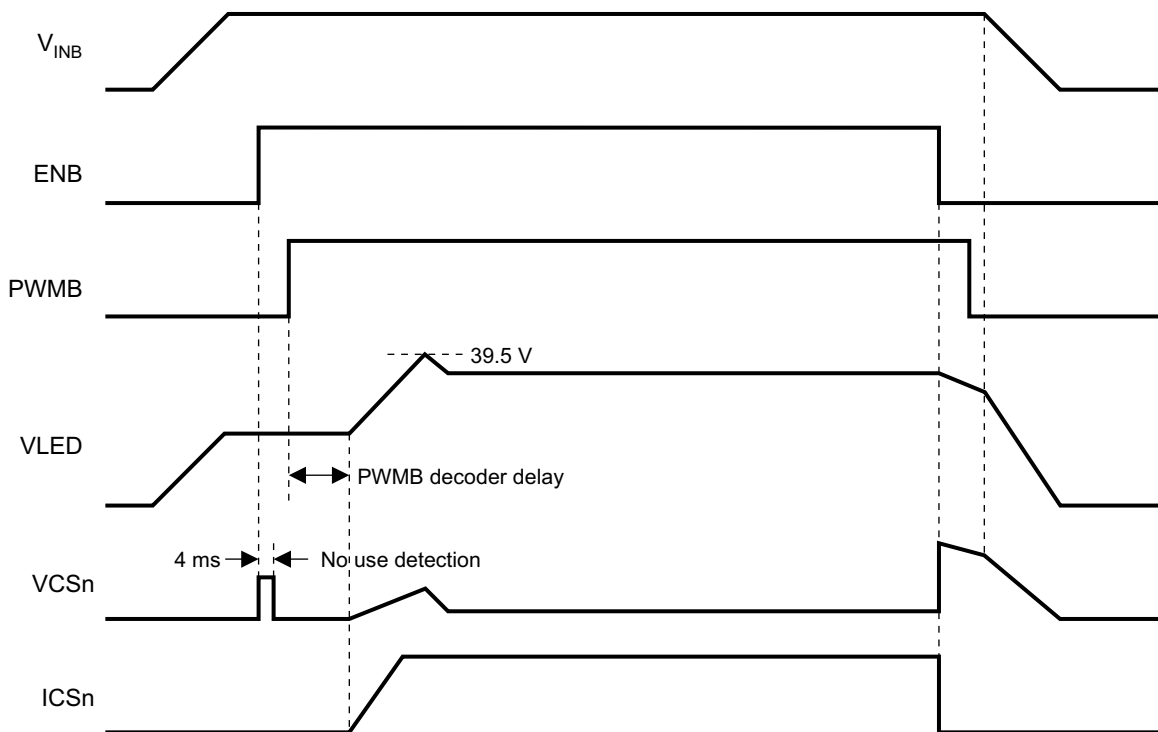 VINB
ENB
PWMB
39.5 V
VLED
PWMB decoder delay
4 ms
No use detection
VCSn
ICSn